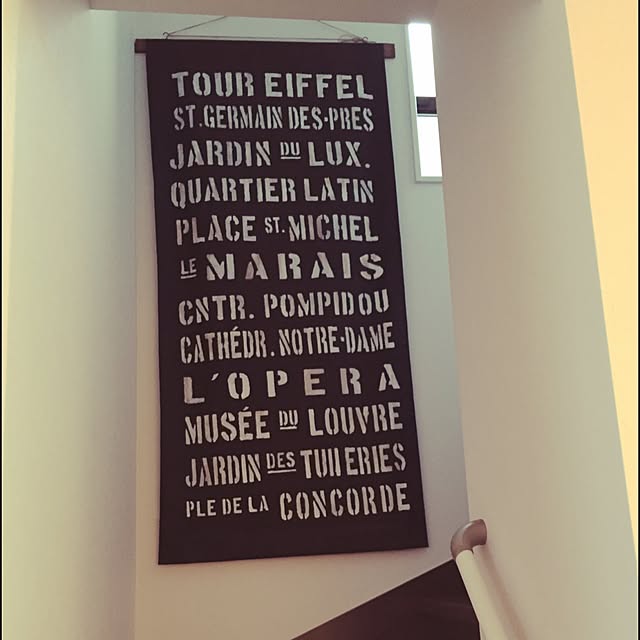 TOUR EIFFEL
ST. GERMAIN DES-PRES
JARDIN DU LUX.
QUARTIER LATIN
PLACE ST. MICHEL
LE MARAIS
CNTR. POMPIDOU
CATHÉDR. NOTRE-DAME
L'OPERA
MUSÉE DU LOUVRE
JARDIN DES TUILERIES
PLE DE LA CONCORDE